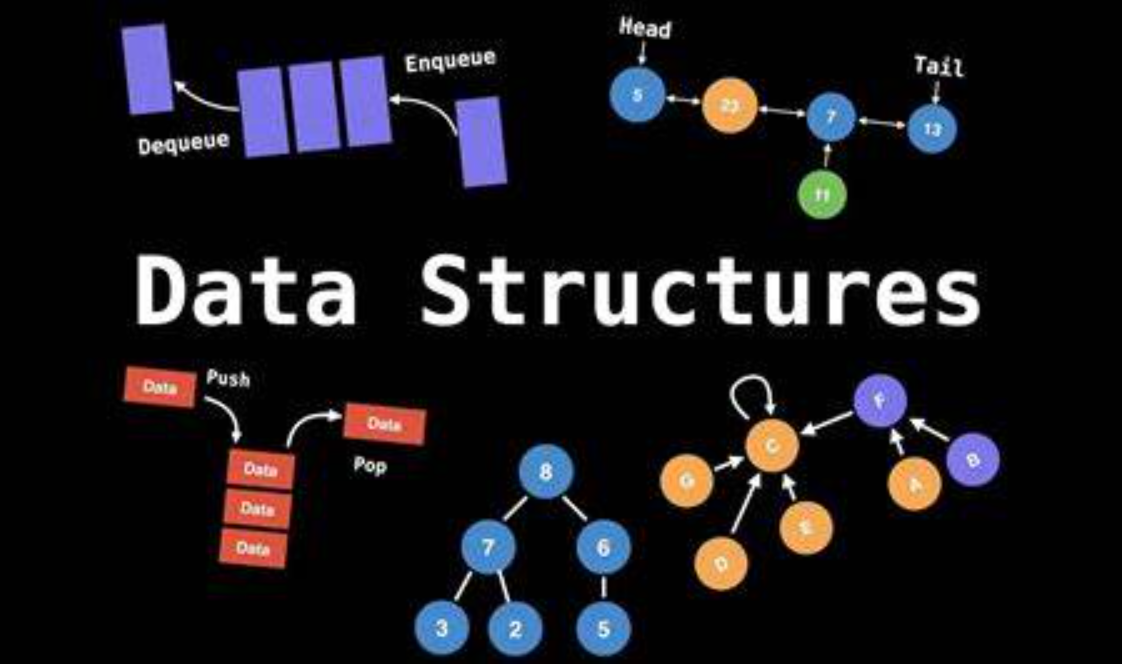 Enqueue
Dequeue
Head
Tail
5
23
7
13
11
Data Structures
Data
Push
Data
Pop
Data
Data
Data
8
7
6
3
2
5
F
C
B
G
A
E
D